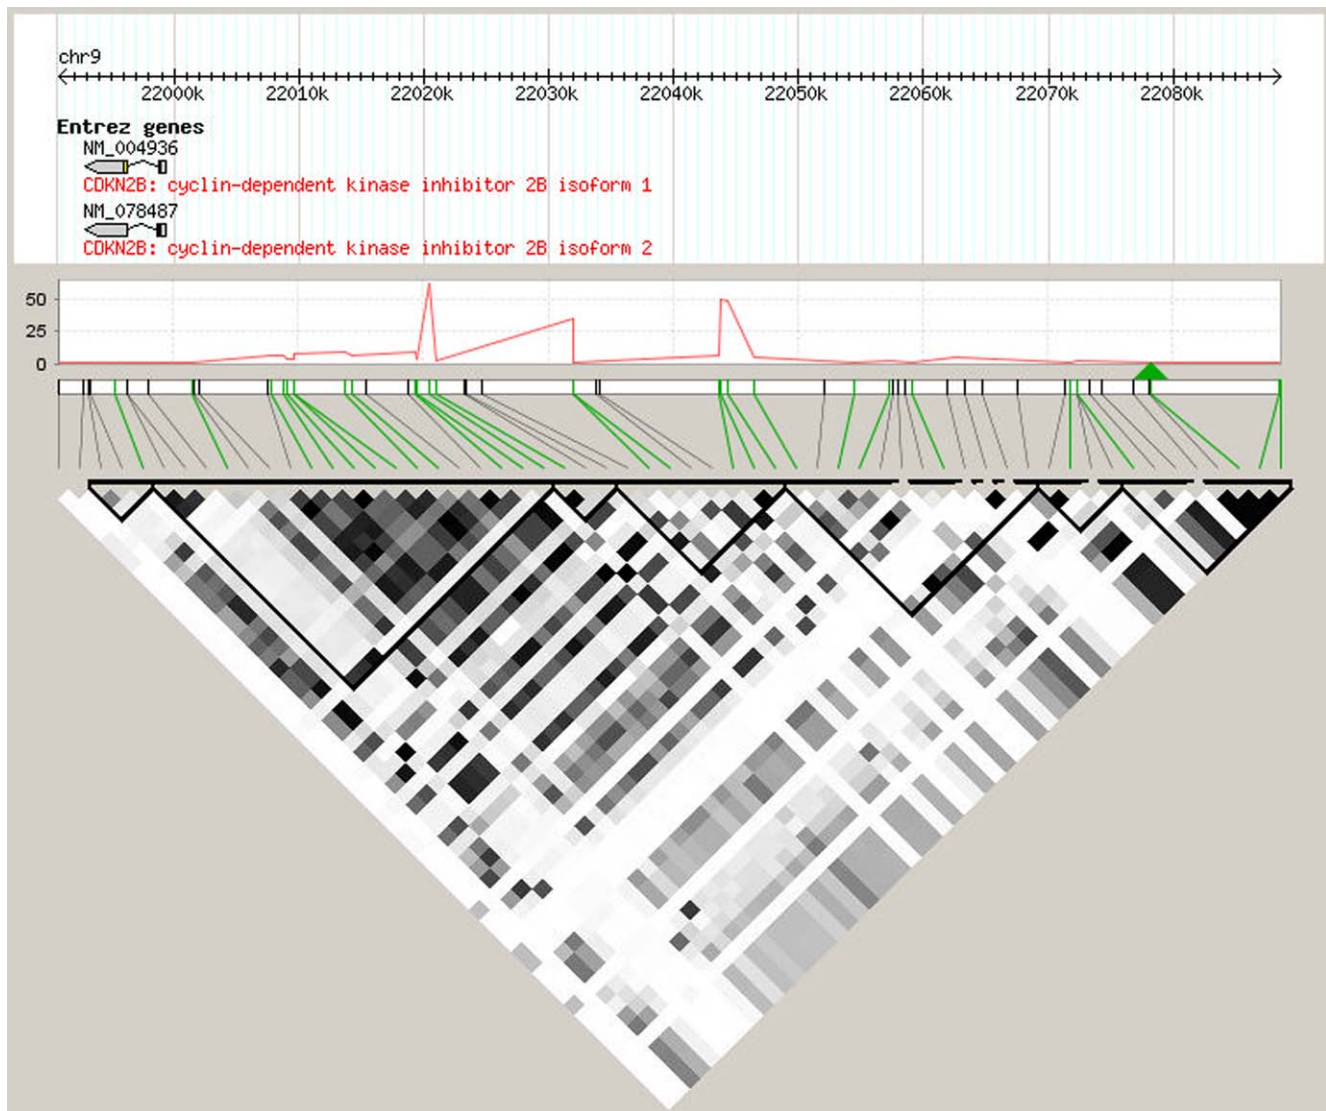 chr9
22000k 22010k 22020k 22030k 22040k 22050k 22060k 22070k 22080k
Entrez genes
NM_004936
CDKN2B: cyclin-dependent kinase inhibitor 2B isoform 1
NM_078487
CDKN2B: cyclin-dependent kinase inhibitor 2B isoform 2
50
25
0